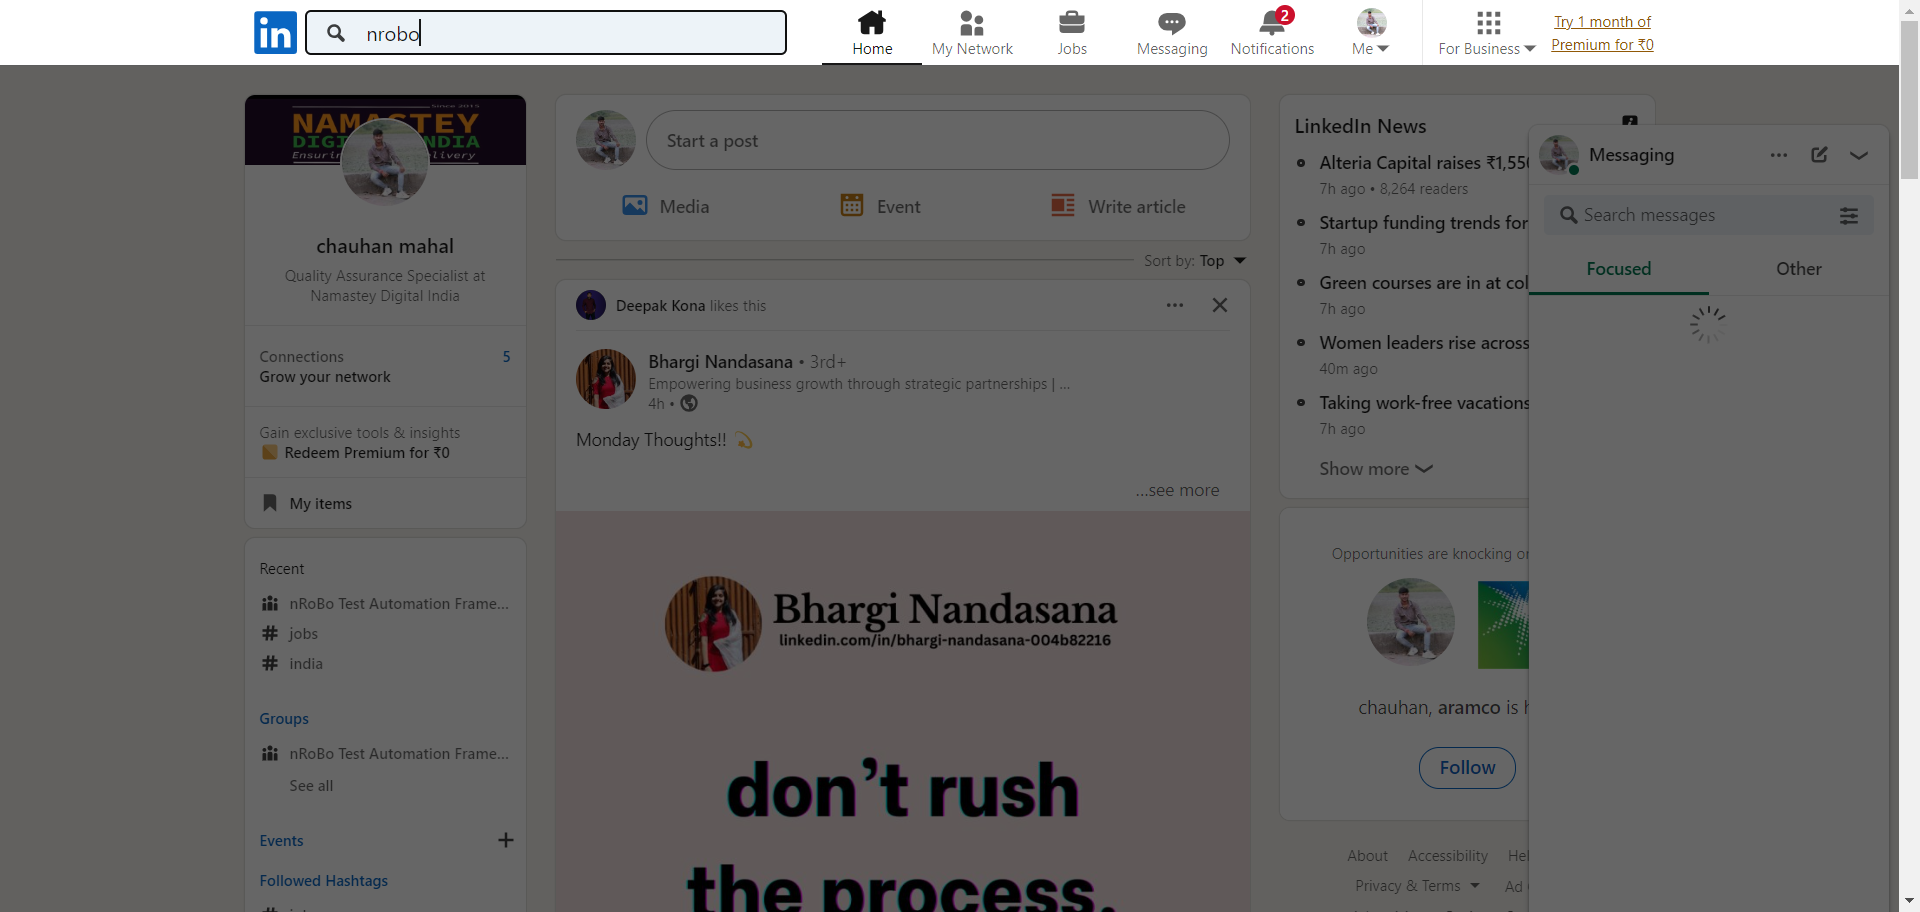 in
nrobo
Home
My Network
Jobs
Messaging
2
Notifications
Me
For Business
Try 1 month of
Premium for ₹0
Since 2015
NAMASTEY
chauhan mahal
Quality Assurance Specialist at
Namastey Digital India
Connections 5
Grow your network
Gain exclusive tools & insights
Redeem Premium for ₹0
My items
Recent
nRoBo Test Automation Frame...
# jobs
# india
Groups
nRoBo Test Automation Frame...
See all
Events +
Followed Hashtags
Start a post
Media
Event
Write article
Sort by: Top
Deepak Kona likes this
Bhargi Nandasana • 3rd+
Empowering business growth through strategic partnerships | ...
4h •
Monday Thoughts!! 💫
...see more
Bhargi Nandasana
linkedin.com/in/bhargi-nandasana-004b82216
don't rush
the process.
LinkedIn News
Alteria Capital raises ₹1,55
7h ago • 8,264 readers
Startup funding trends for
7h ago
Green courses are in at col
7h ago
Women leaders rise across
40m ago
Taking work-free vacations
7h ago
Show more
Opportunities are knocking
chauhan, aramco is
Follow
About Accessibility Hel
Privacy & Terms Ad
Messaging
Search messages
Focused
Other